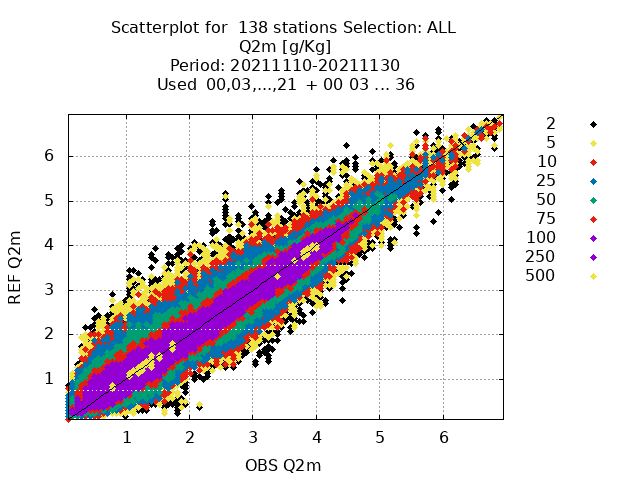 Scatterplot for  138 stations Selection: ALL
Q2m [g/Kg]
Period: 20211110-20211130
Used  00,03,...,21  + 00 03 ... 36
2
5
10
25
50
75
100
250
500
REF Q2m
6
5
4
3
2
1
1 2 3 4 5 6
OBS Q2m